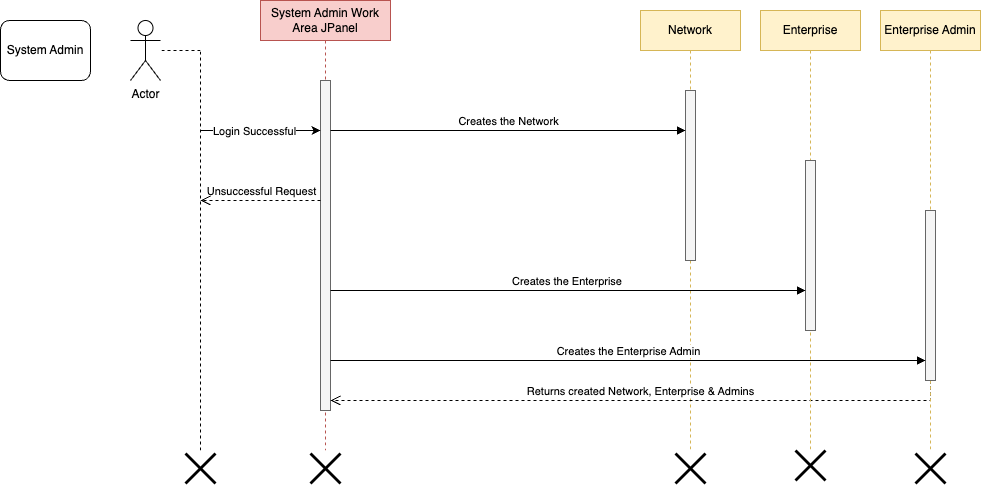 System Admin
Actor
System Admin Work
Area JPanel
Network
Enterprise
Enterprise Admin
Login Successful
Creates the Network
Unsuccessful Request
Creates the Enterprise
Creates the Enterprise Admin
Returns created Network, Enterprise & Admins